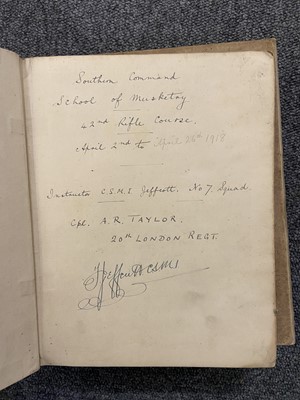 Southern Command
School of Musketry
42nd Rifle Course.
April 2nd to April 26th 1918
Instructor C.S.M.I Jeffcott. No 7. Squad.
Cpl. A.R. TAYLOR.
20th LONDON REGT.
Jeffcott CSMI